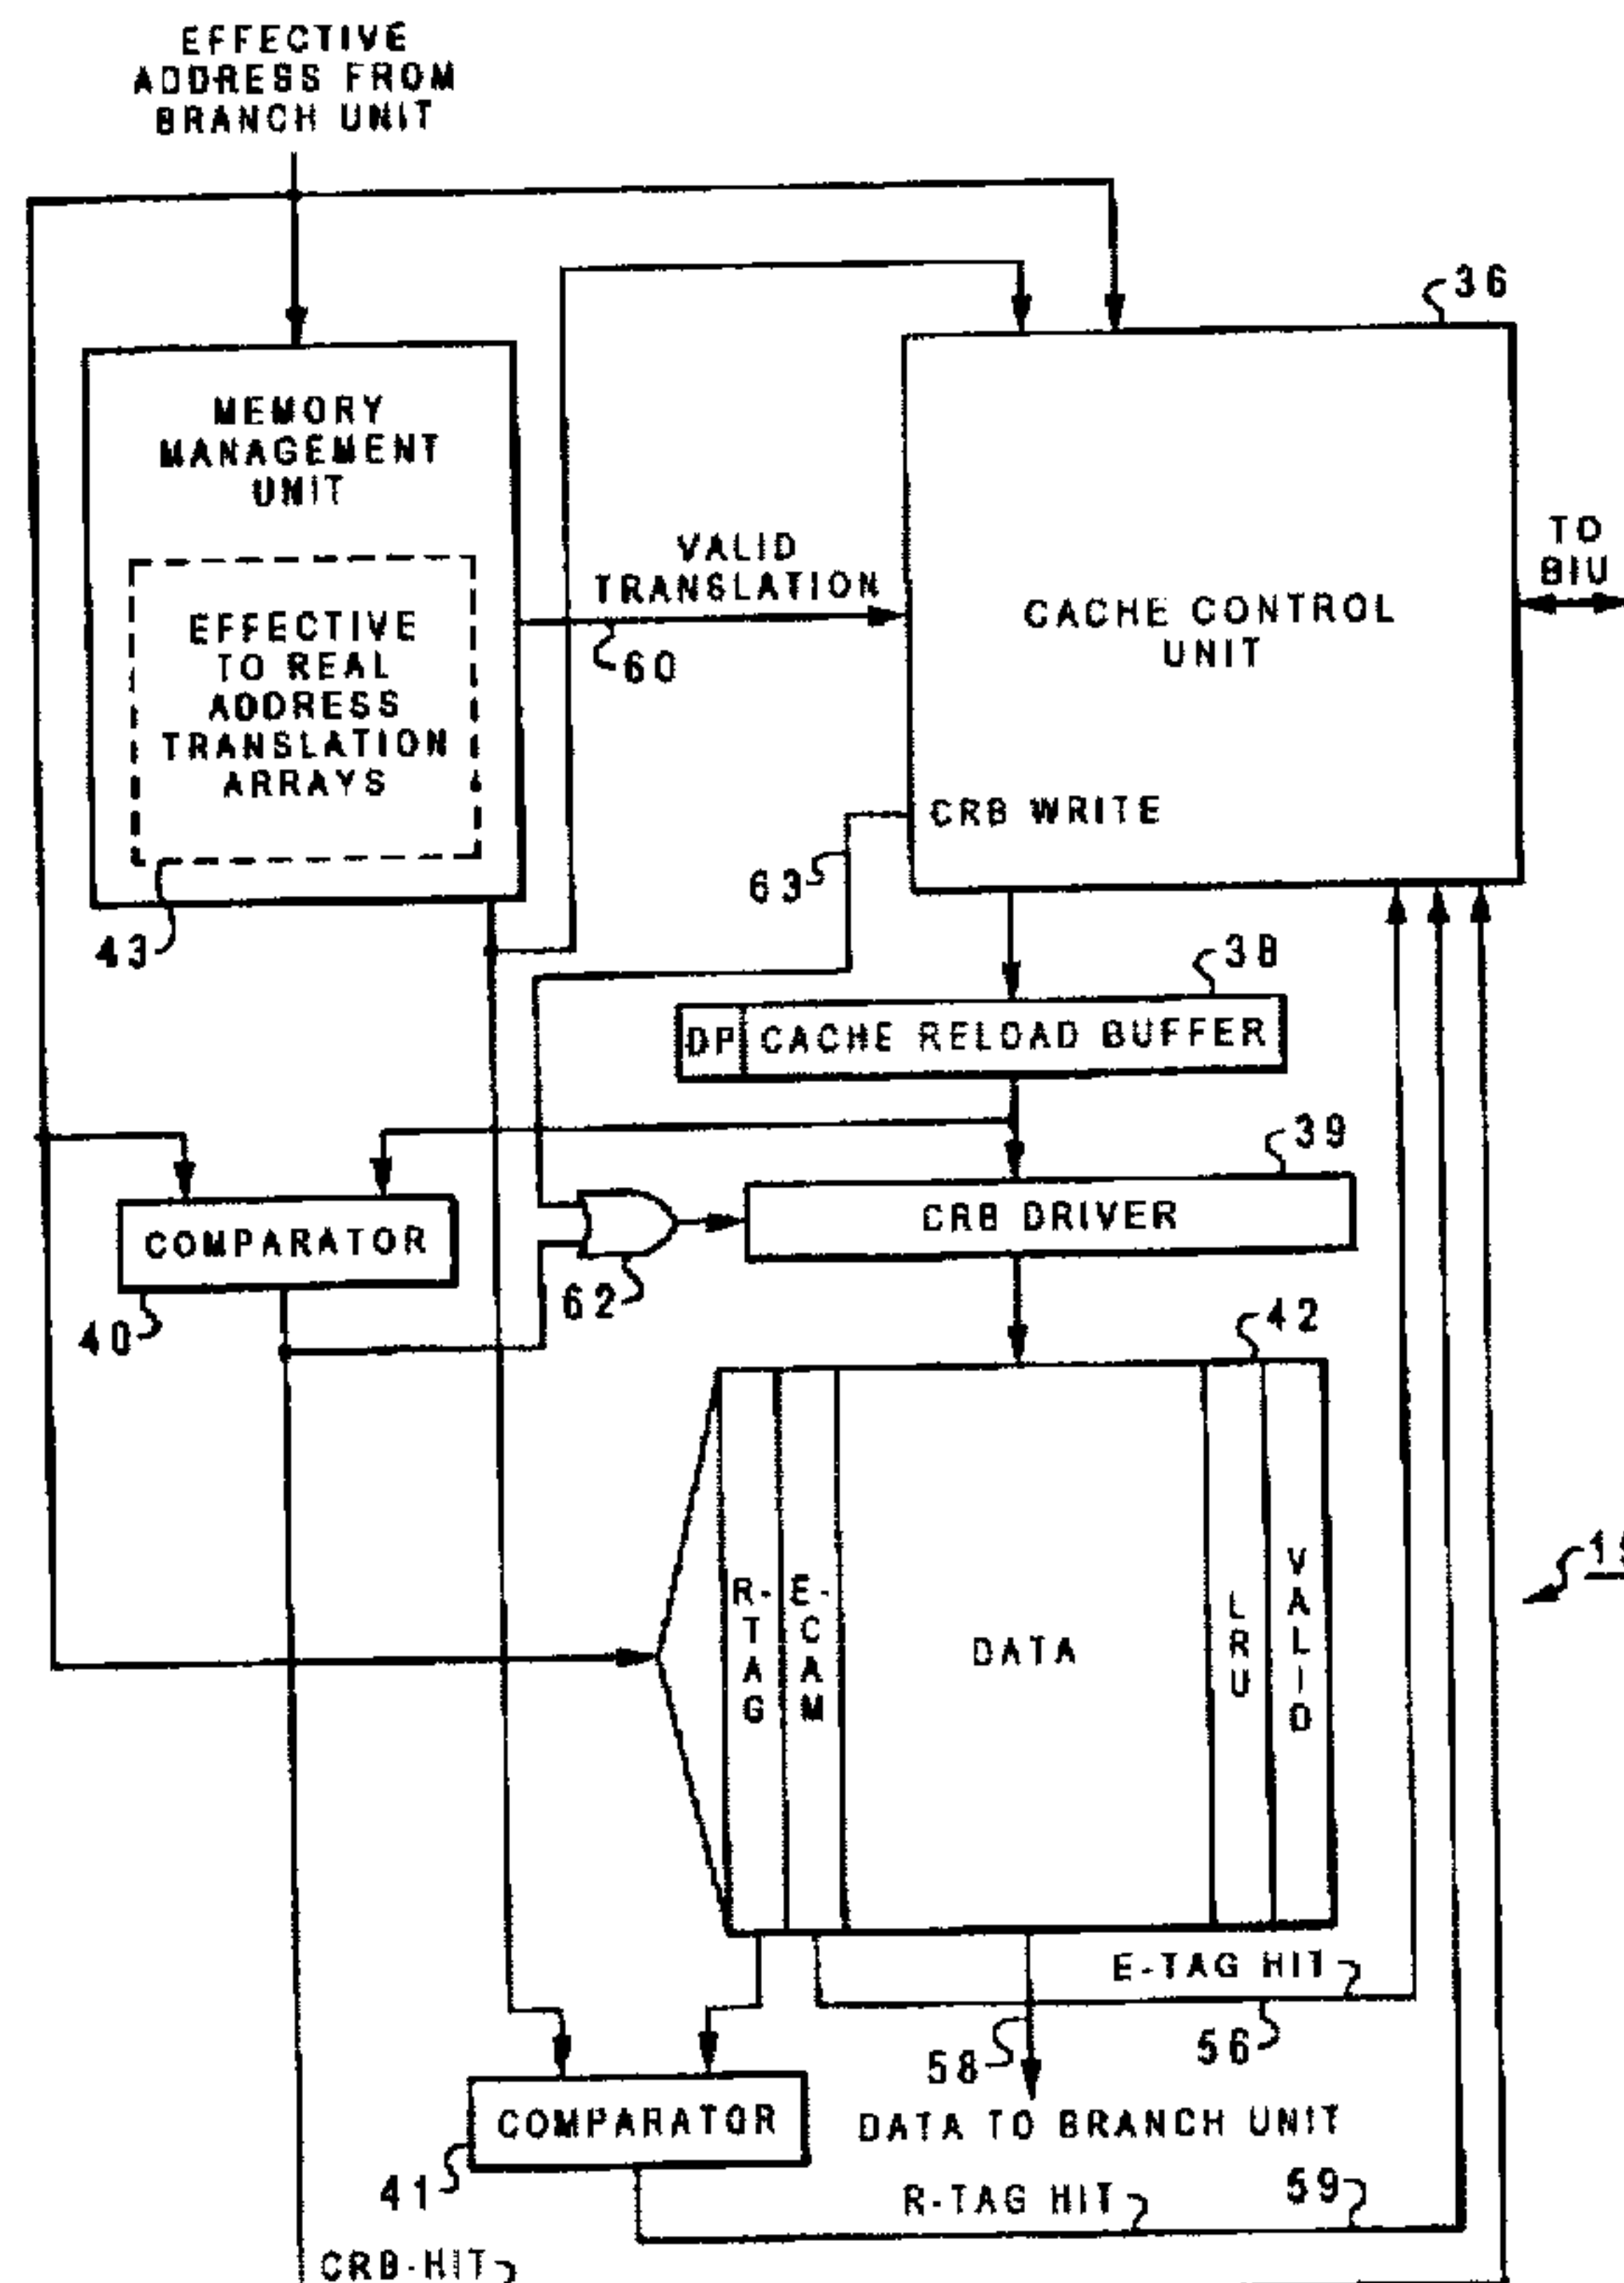 EFFECTIVE
ADDRESS FROM
BRANCH UNIT
36
MEMORY
MANAGEMENT
UNIT
EFFECTIVE
TO REAL
ADDRESS
TRANSLATION
ARRAYS
43
VALID
TRANSLATION
60
CACHE CONTROL
UNIT
TO
BIU
CRB WRITE
63
38
DP CACHE RELOAD BUFFER
39
CRB DRIVER
COMPARATOR
40
62
42
R-TAG
E-CAM
DATA
LRU
VALID
E-TAG HIT
56
58
DATA TO BRANCH UNIT
COMPARATOR
41
R-TAG HIT
59
CRB-HIT